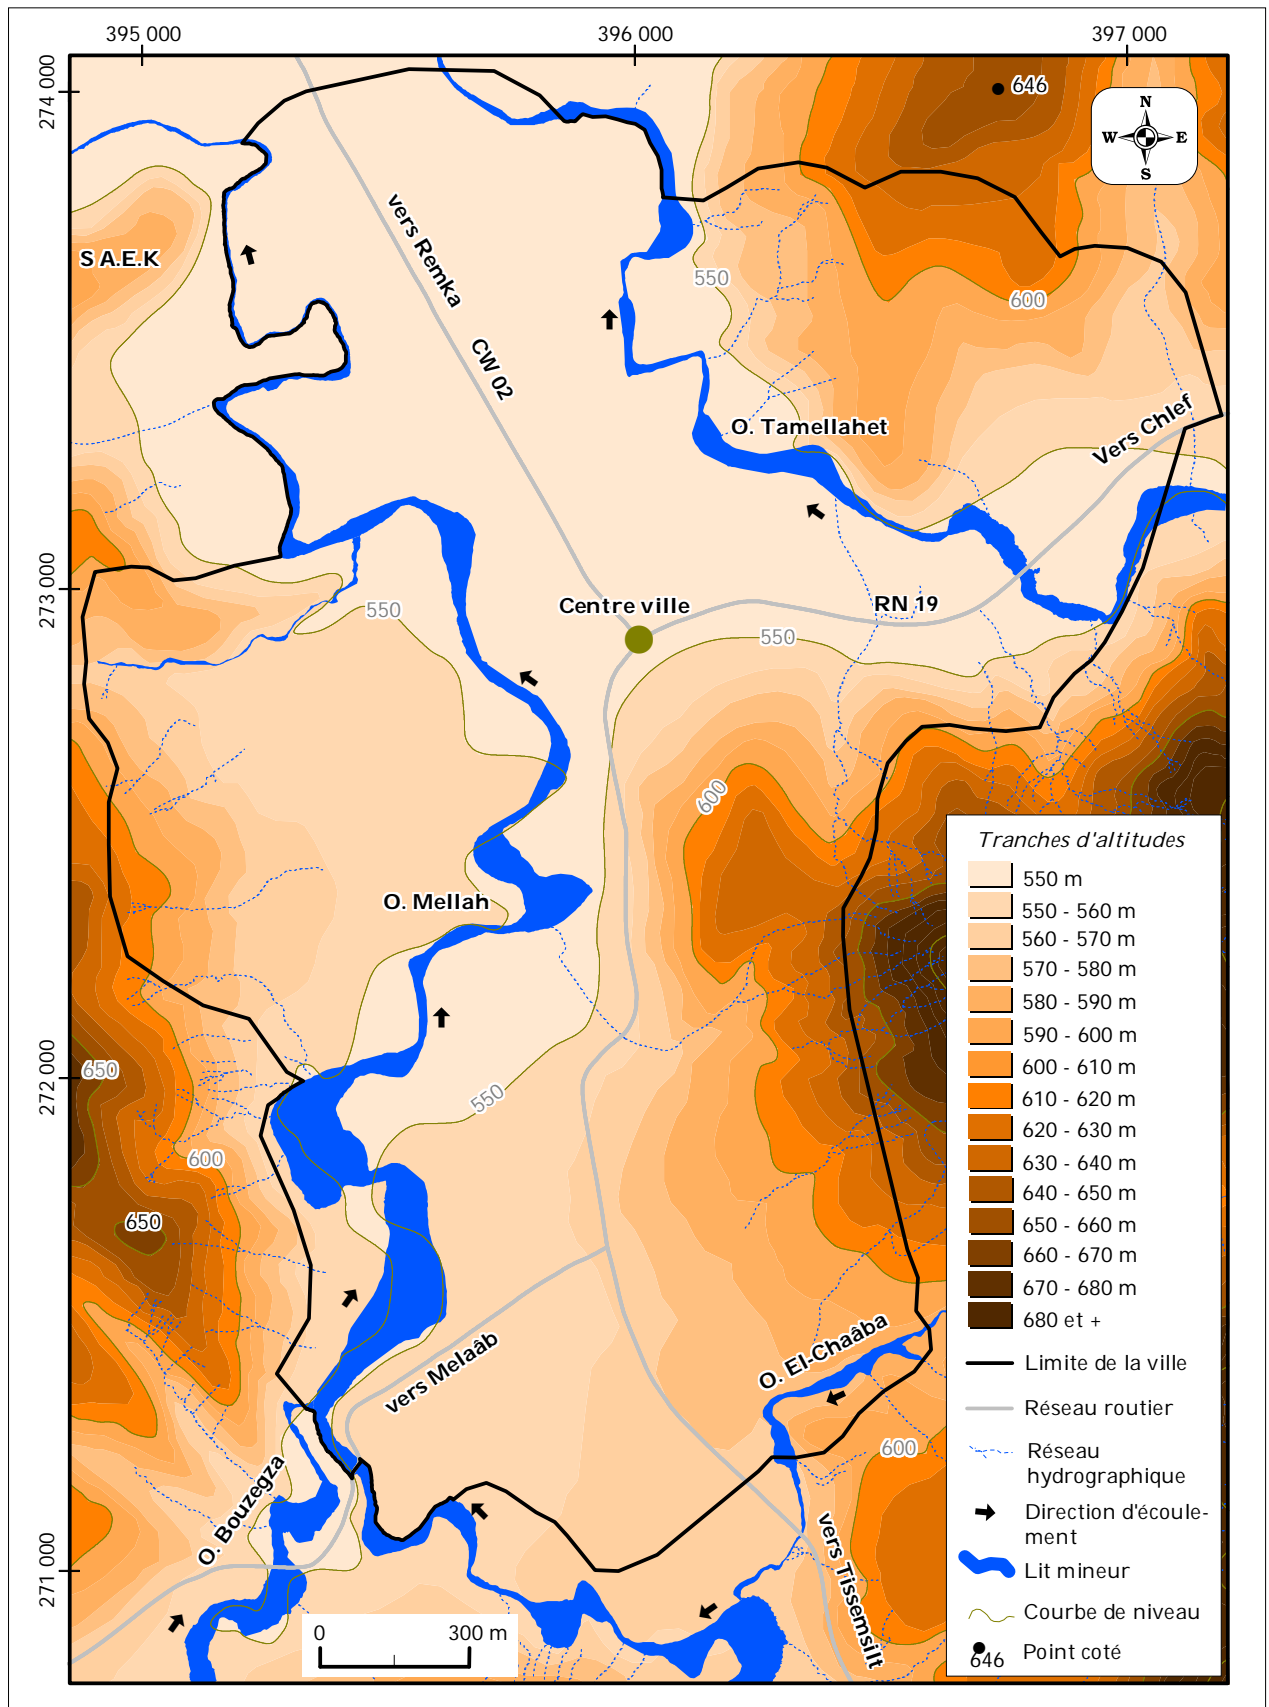 395 000
396 000
397 000
274 000
273 000
272 000
271 000
646
N
W
E
S
S A.E.K
vers Remka
CW 02
550
600
O. Tamellahet
Vers Chlef
RN 19
Centre ville
550
550
600
O. Mellah
650
550
600
650
vers Melaâb
O. El-Chaâba
600
O. Bouzegza
vers Tissemsilt
0
300 m
Tranches d'altitudes
550 m
550 - 560 m
560 - 570 m
570 - 580 m
580 - 590 m
590 - 600 m
600 - 610 m
610 - 620 m
620 - 630 m
630 - 640 m
640 - 650 m
650 - 660 m
660 - 670 m
670 - 680 m
680 et +
Limite de la ville
Réseau routier
Réseau
hydrographique
Direction d'écoule-
ment
Lit mineur
Courbe de niveau
Point coté
646